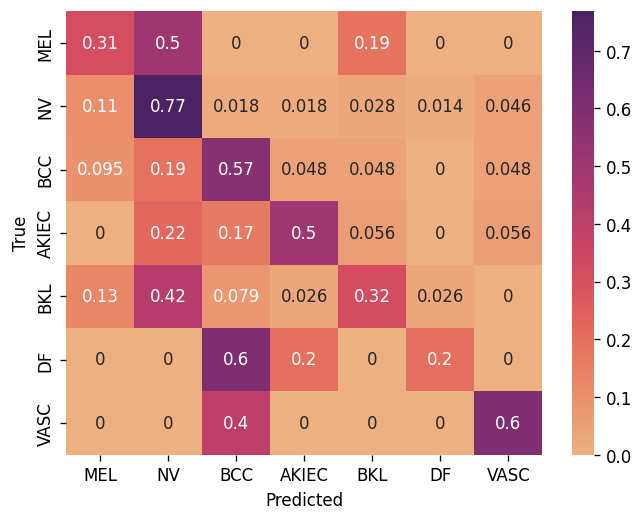 MEL 0.31 0.5 0 0 0.19 0 0
NV 0.11 0.77 0.018 0.018 0.028 0.014 0.046
BCC 0.095 0.19 0.57 0.048 0.048 0 0.048
AKIEC 0 0.22 0.17 0.5 0.056 0 0.056
BKL 0.13 0.42 0.079 0.026 0.32 0.026 0
DF 0 0 0.6 0.2 0 0.2 0
VASC 0 0 0.4 0 0 0 0.6
True
MEL NV BCC AKIEC BKL DF VASC
Predicted
0.7
0.6
0.5
0.4
0.3
0.2
0.1
0.0